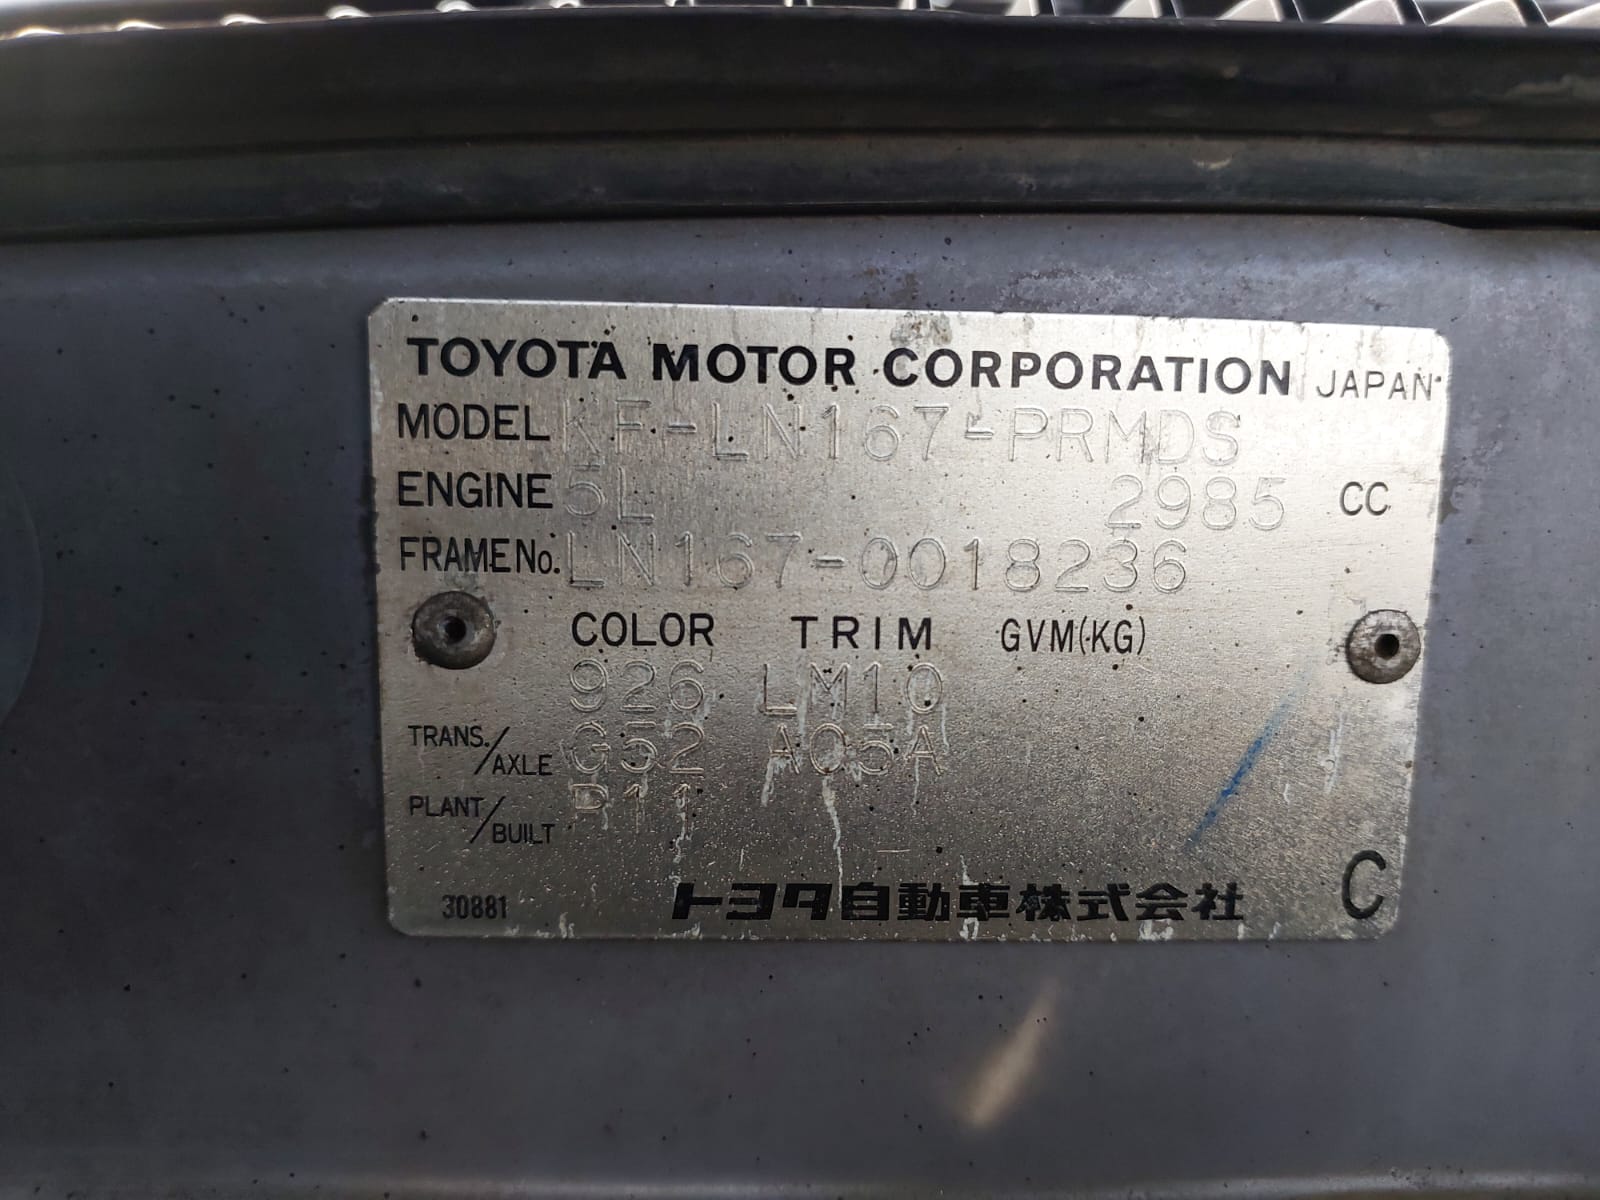 TOYOTA MOTOR CORPORATION JAPAN
MODEL KF-LN167-PRMDS
ENGINE 5L 2985 CC
FRAME No. LN167-0018236
COLOR TRIM GVM(KG)
926 LM10
TRANS./AXLE G52 A05A
PLANT/BUILT P11
30881 トヨタ自動車株式会社 C